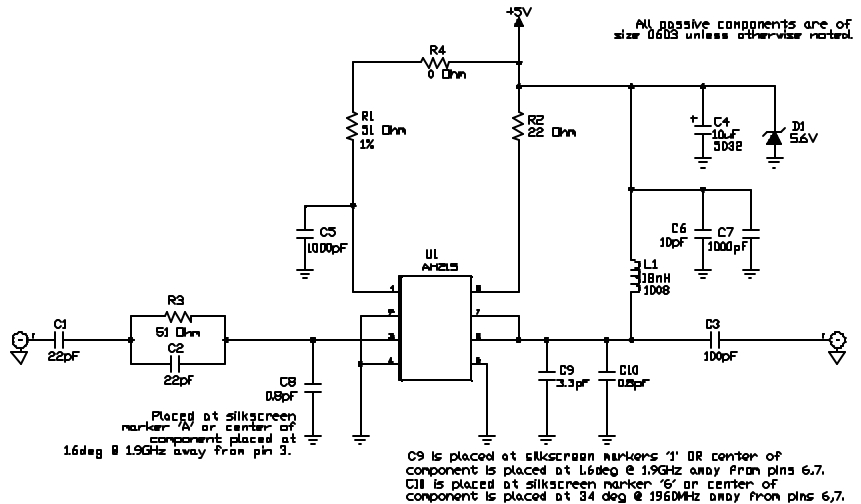 +5V
All passive components are of
size 0603 unless otherwise noted.
R4
0 Ohm
R1
51 Ohm
1%
R2
22 Ohm
+
C4
10uF
D1
5.6V
C5
1000pF
C6
10pF
C7
1000pF
U1
AH215
L1
18nH
1008
1
8
2
7
3
6
4
5
R3
51 Ohm
C1
22pF
C2
22pF
C3
100pF
C8
0.8pF
C9
3.3pF
C10
Placed at silkscreen
marker 'A' or center of
component placed at
16deg @ 1.9GHz away from pin 3.
C9 is placed at silkscreen markers '1' OR center of
component is placed at 1.6deg @ 1.9GHz away from pins 6,7.
C10 is placed at silkscreen marker '6' or center of
component is placed at 34 deg @ 1960MHz away from pins 6,7.